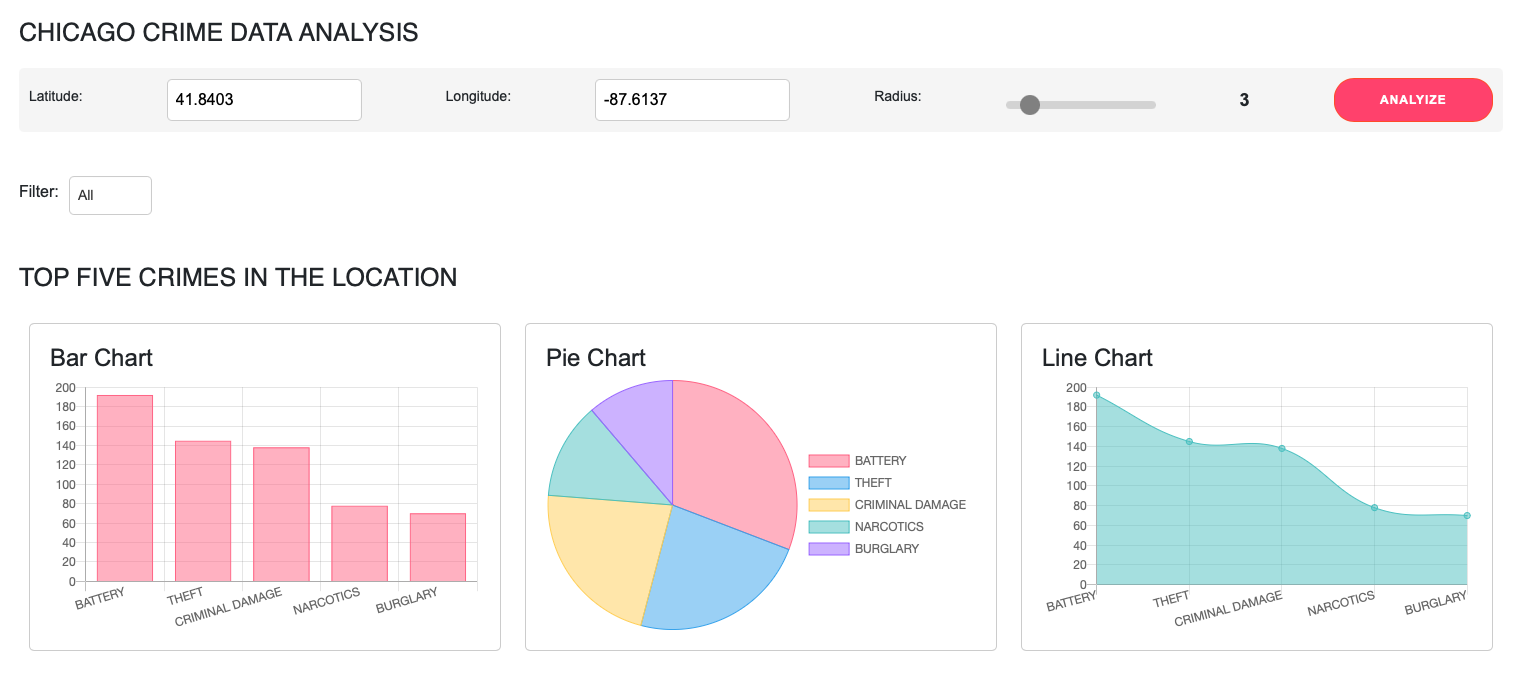 CHICAGO CRIME DATA ANALYSIS
Latitude: 41.8403 Longitude: -87.6137 Radius: 3 ANALYIZE
Filter: All
TOP FIVE CRIMES IN THE LOCATION
Bar Chart
200
180
160
140
120
100
80
60
40
20
0
BATTERY THEFT CRIMINAL DAMAGE NARCOTICS BURGLARY
Pie Chart
BATTERY
THEFT
CRIMINAL DAMAGE
NARCOTICS
BURGLARY
Line Chart
200
180
160
140
120
100
80
60
40
20
0
BATTERY THEFT CRIMINAL DAMAGE NARCOTICS BURGLARY